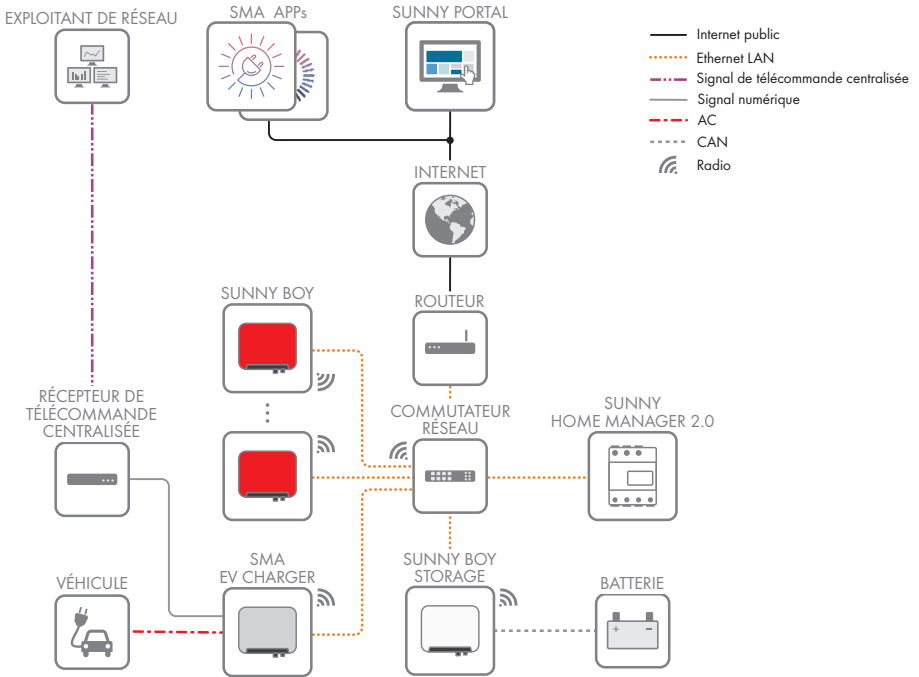 EXPLOITANT DE RÉSEAU
SMA APPs
SUNNY PORTAL
Internet public
Ethernet LAN
Signal de télécommande centralisée
Signal numérique
AC
CAN
Radio
INTERNET
SUNNY BOY
ROUTEUR
RÉCEPTEUR DE
TÉLÉCOMMANDE
CENTRALISÉE
COMMUTATEUR
RÉSEAU
SUNNY
HOME MANAGER 2.0
VÉHICULE
SMA
EV CHARGER
SUNNY BOY
STORAGE
BATTERIE